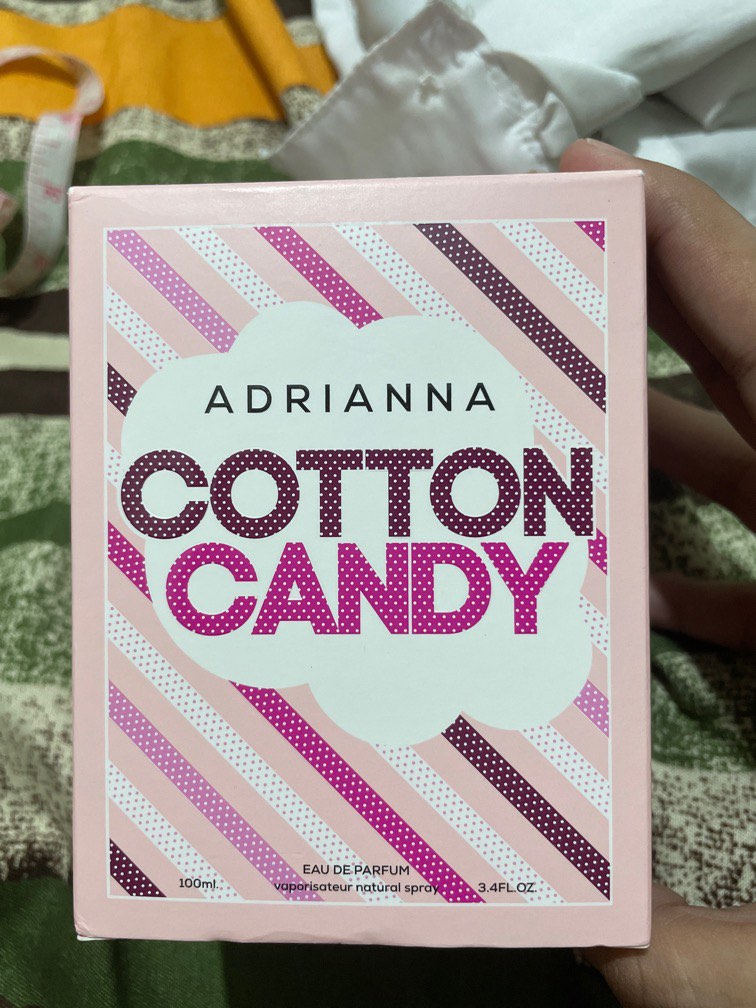 ADRIANNA
COTTON
CANDY
EAU DE PARFUM
100ml. vaporisateur natural spray 3.4FL.OZ.